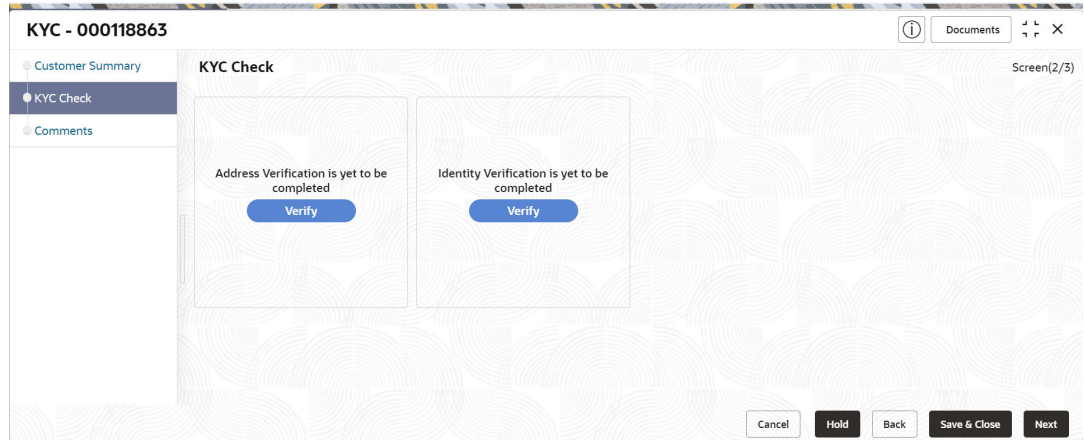 KYC - 000118863
Documents
Customer Summary
KYC Check
Comments
KYC Check
Screen(2/3)
Address Verification is yet to be
completed
Verify
Identity Verification is yet to be
completed
Verify
Cancel
Hold
Back
Save & Close
Next